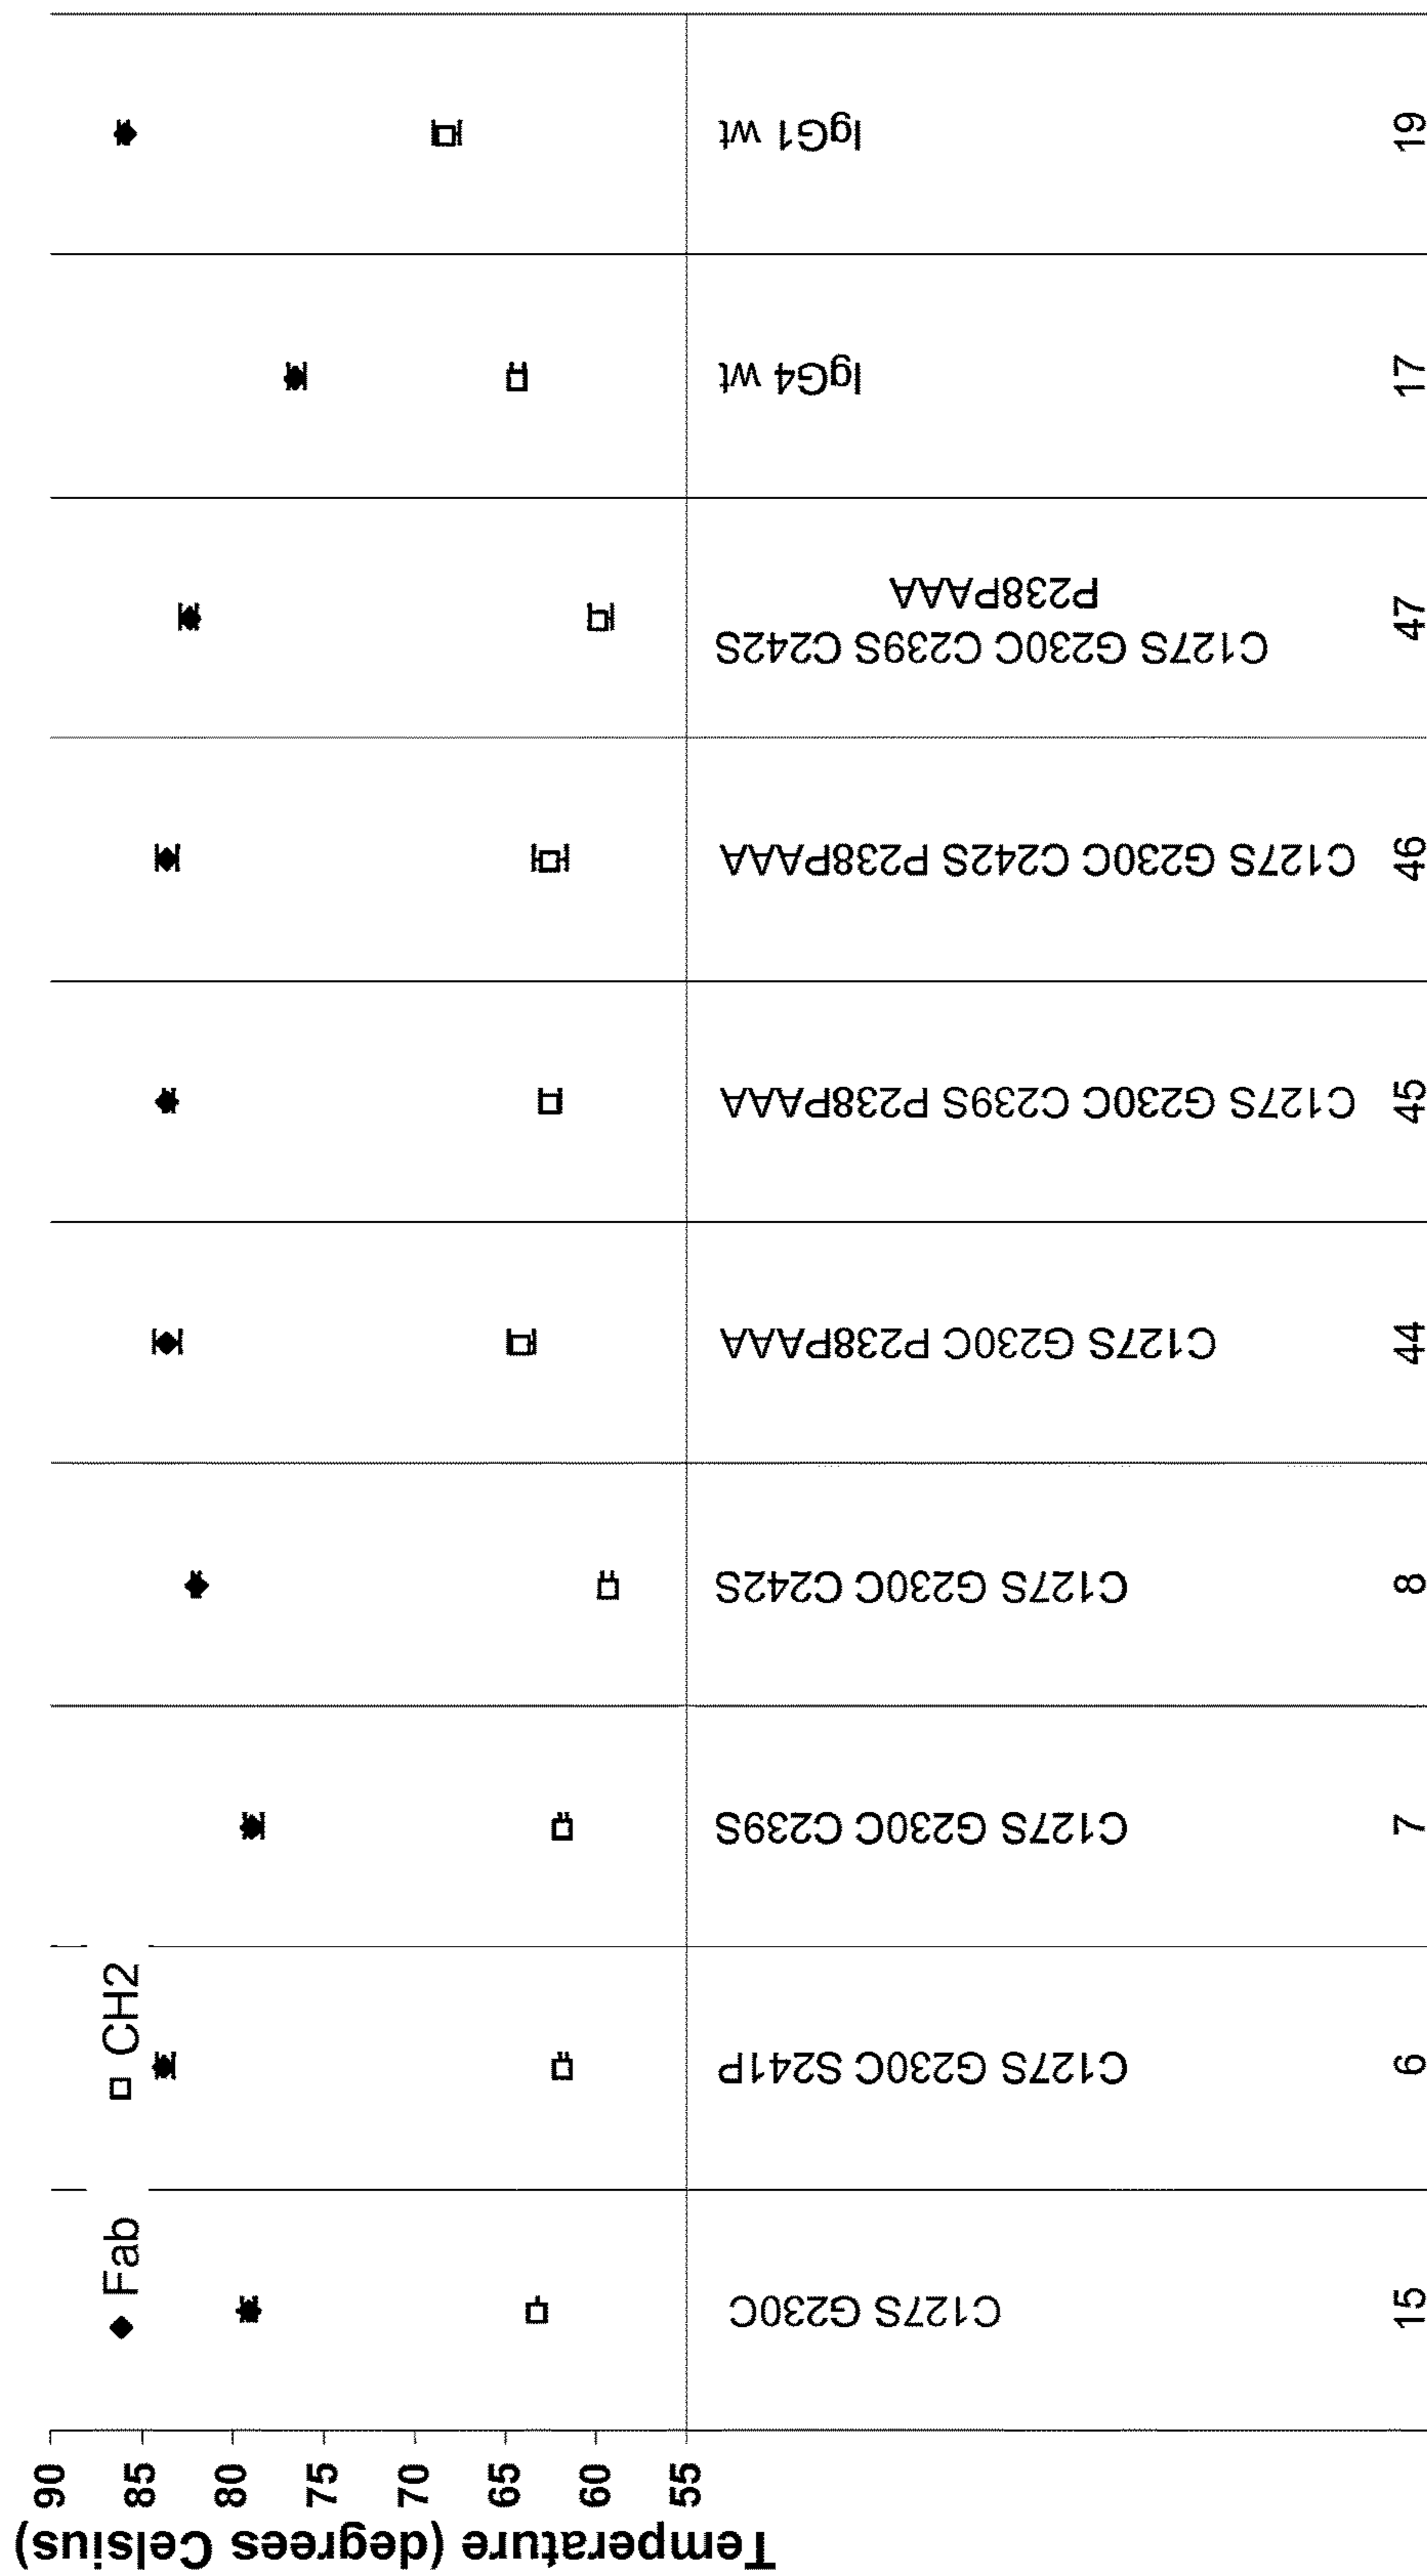 Temperature (degrees Celsius)
90
85
80
75
70
65
60
55
Fab
CH2
C127S G230C
C127S G230C S241P
C127S G230C C239S
C127S G230C C242S
C127S G230C P238PAAA
C127S G230C C239S P238PAAA
C127S G230C C242S P238PAAA
C127S G230C C239S C242S
P238PAAA
IgG4 wt
IgG1 wt
15
6
7
8
44
45
46
47
17
19